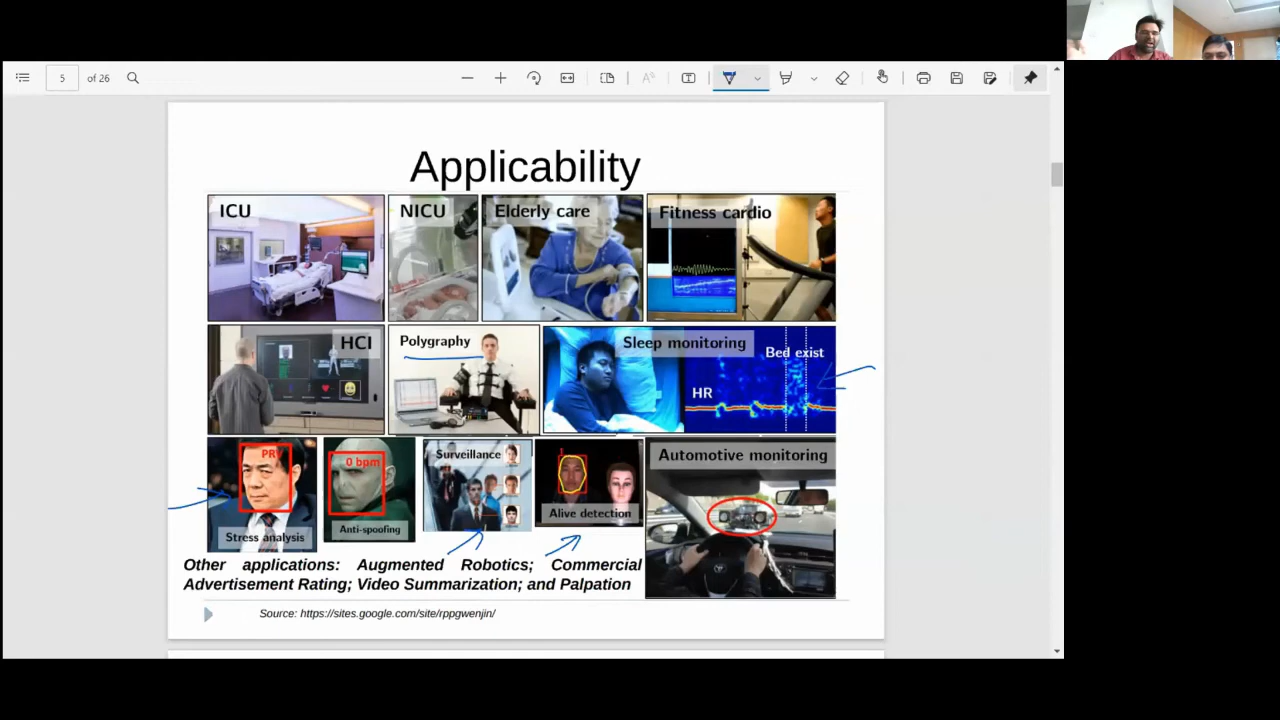 5 of 26
Applicability
ICU
NICU
Elderly care
Fitness cardio
HCI
Polygraphy
Sleep monitoring
Bed exist
HR
PRV
0 bpm
Surveillance
Automotive monitoring
Stress analysis
Anti-spoofing
Alive detection
Other applications: Augmented Robotics; Commercial
Advertisement Rating; Video Summarization; and Palpation
Source: https://sites.google.com/site/rppgwenjin/